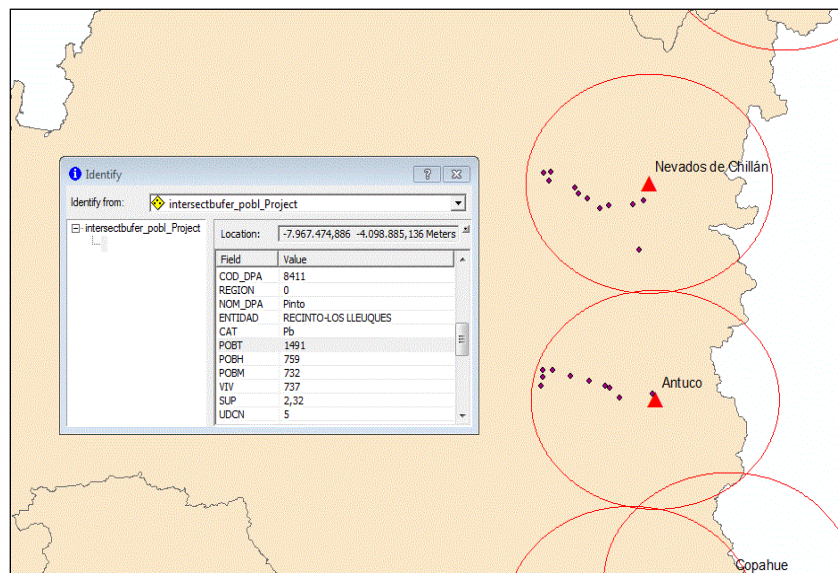 Nevados de Chillán
Identify
Identify from: intersectbufer_pobl_Project
intersectbufer_pobl_Project
Location: -7.967.474,886 -4.098.885,136 Meters
Field Value
COD_DPA 8411
REGION 0
NOM_DPA Pinto
ENTIDAD RECINTO-LOS LLEUQUES
CAT Pb
POBT 1491
POBH 759
POBM 732
VIV 737
SUP 2,32
UDCN 5
Antuco
Copahue